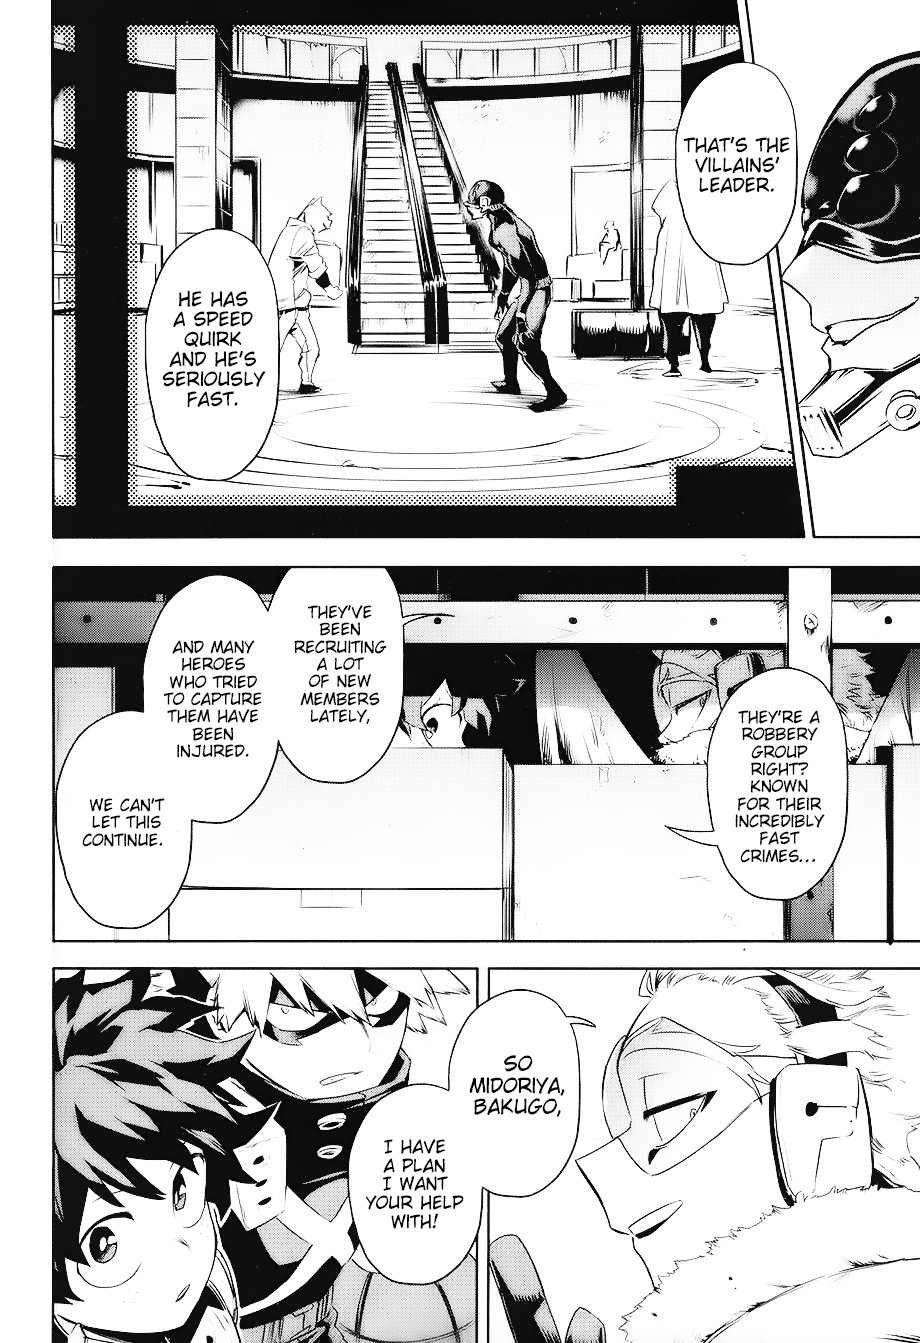 THAT'S THE
VILLAINS'
LEADER.
HE HAS
A SPEED
QUIRK
AND HE'S
SERIOUSLY
FAST.
THEY'RE A
ROBBERY
GROUP
RIGHT?
KNOWN
FOR THEIR
INCREDIBLY
FAST
CRIMES...
THEY'VE
BEEN
RECRUITING
A LOT
OF NEW
MEMBERS
LATELY,
AND MANY
HEROES
WHO TRIED
TO CAPTURE
THEM HAVE
BEEN
INJURED.
WE CAN'T
LET THIS
CONTINUE.
SO
MIDORIYA,
BAKUGO,
I HAVE
A PLAN
I WANT
YOUR HELP
WITH!